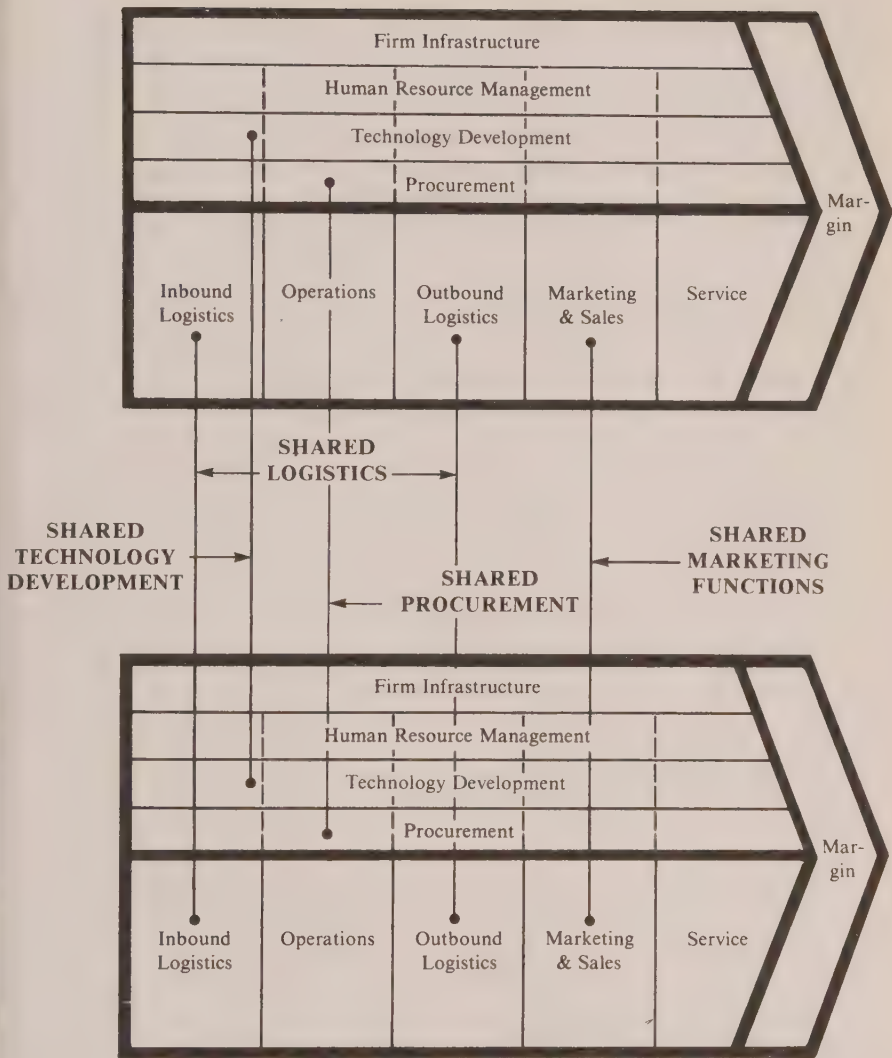 Firm Infrastructure
Human Resource Management
Technology Development
Procurement
Inbound
Logistics
Operations
Outbound
Logistics
Marketing
& Sales
Service
Mar-
gin
SHARED
LOGISTICS
SHARED
TECHNOLOGY
DEVELOPMENT
SHARED
PROCUREMENT
SHARED
MARKETING
FUNCTIONS
Firm Infrastructure
Human Resource Management
Technology Development
Procurement
Inbound
Logistics
Operations
Outbound
Logistics
Marketing
& Sales
Service
Mar-
gin